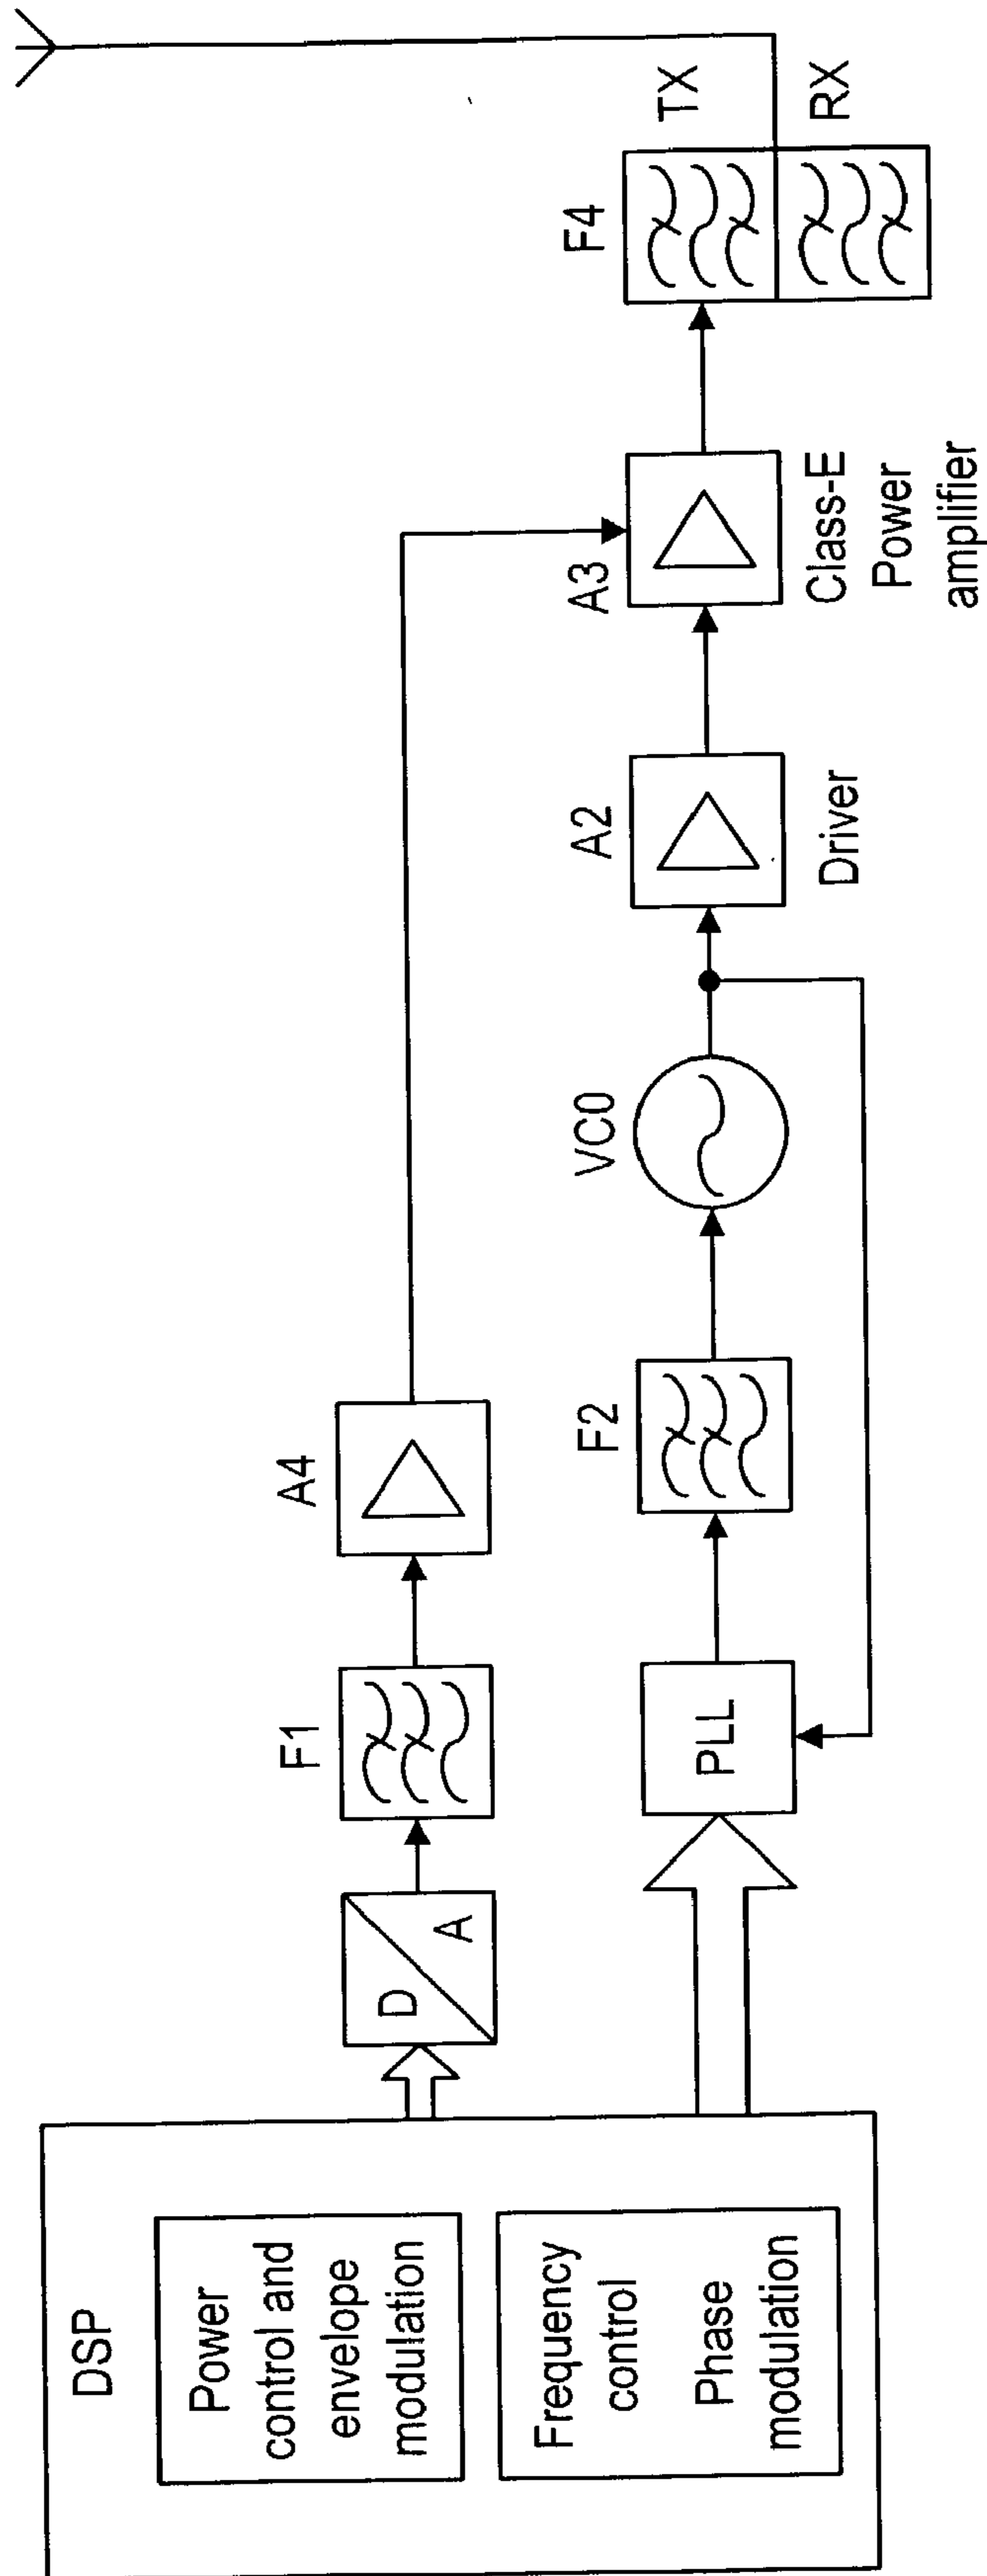 DSP
Power
control and
envelope
modulation
Frequency
control
Phase
modulation
D
A
F1
A4
PLL
F2
VC0
A2
Driver
A3
Class-E
Power
amplifier
F4
TX
RX